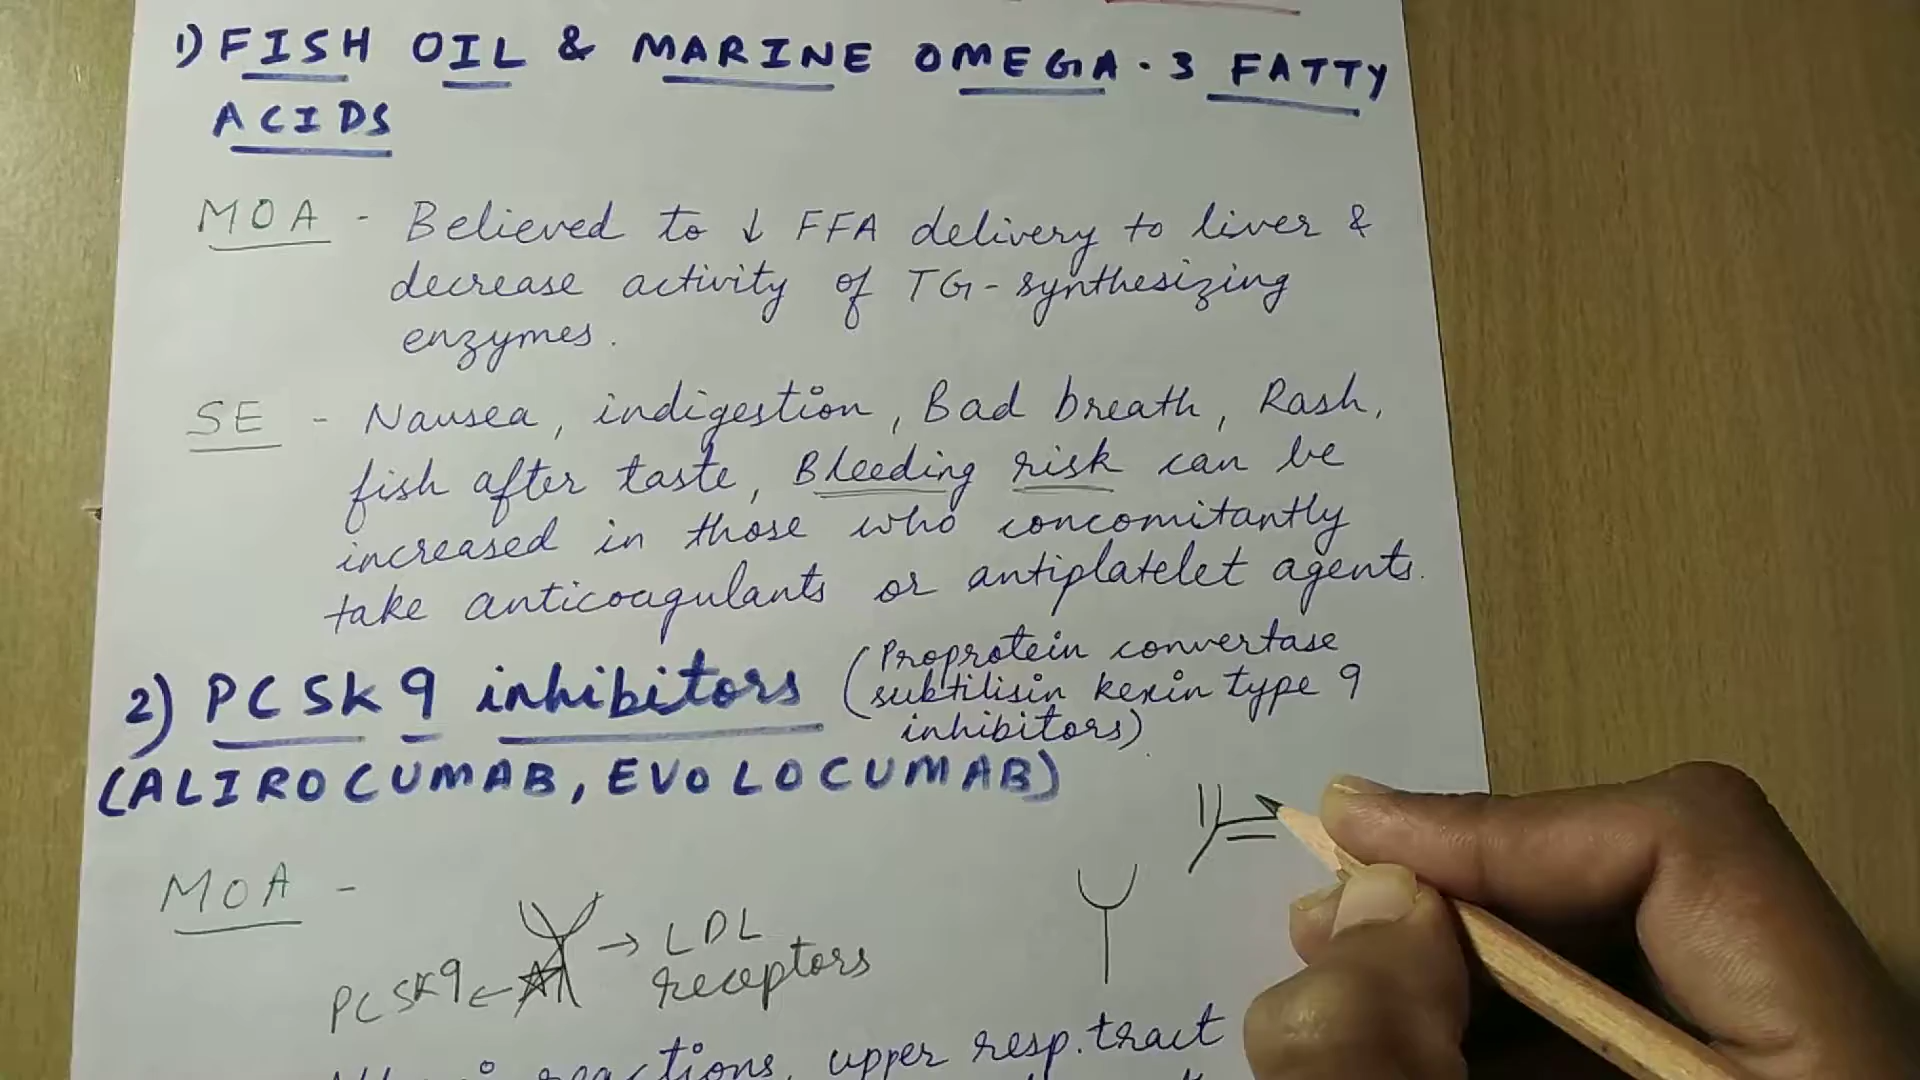 1) FISH OIL & MARINE OMEGA-3 FATTY
ACIDS
MOA - Believed to ↓ FFA delivery to liver &
decrease activity of TG-synthesizing
enzymes.
SE - Nausea, indigestion, Bad breath, Rash,
fish after taste, Bleeding risk can be
increased in those who concomitantly
take anticoagulants or antiplatelet agents.
2) PCSK9 inhibitors (Proprotein convertase
subtilisin kexin type 9
inhibitors)
(ALIROCUMAB, EVOLOCUMAB)
MOA -
→ LDL
receptors
PCSK9 ←
reactions, upper resp. tract